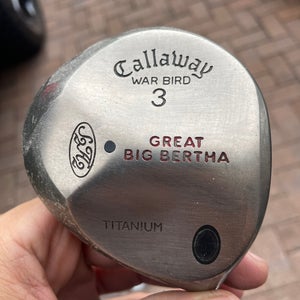 Callaway
WAR BIRD
3
GREAT
BIG BERTHA
TITANIUM